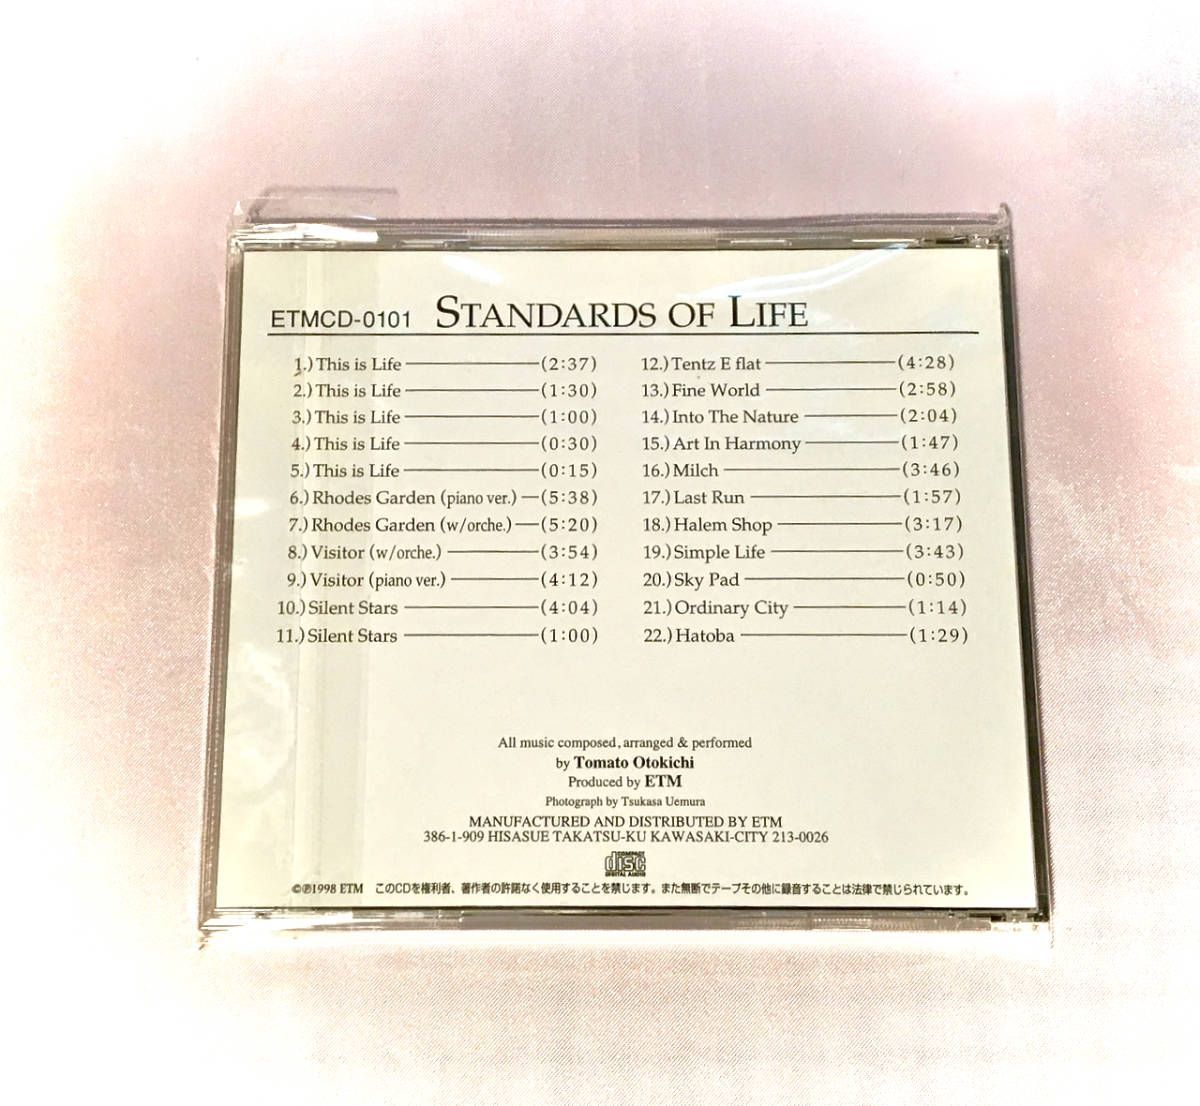 ETMCD-0101 STANDARDS OF LIFE
1.) This is Life (2:37)
2.) This is Life (1:30)
3.) This is Life (1:00)
4.) This is Life (0:30)
5.) This is Life (0:15)
6.) Rhodes Garden (piano ver.) (5:38)
7.) Rhodes Garden (w/orche.) (5:20)
8.) Visitor (w/orche.) (3:54)
9.) Visitor (piano ver.) (4:12)
10.) Silent Stars (4:04)
11.) Silent Stars (1:00)
12.) Tentz E flat (4:28)
13.) Fine World (2:58)
14.) Into The Nature (2:04)
15.) Art In Harmony (1:47)
16.) Milch (3:46)
17.) Last Run (1:57)
18.) Halem Shop (3:17)
19.) Simple Life (3:43)
20.) Sky Pad (0:50)
21.) Ordinary City (1:14)
22.) Hatoba (1:29)
All music composed, arranged & performed
by Tomato Otokichi
Produced by ETM
Photograph by Tsukasa Uemura
MANUFACTURED AND DISTRIBUTED BY ETM
386-1-909 HISASUE TAKATSU-KU KAWASAKI-CITY 213-0026
COMPACT
disc
DIGITAL AUDIO
©℗1998 ETM このCDを権利者、著作者の許諾なく使用することを禁じます。また無断でテープその他に録音することは法律で禁じられています。